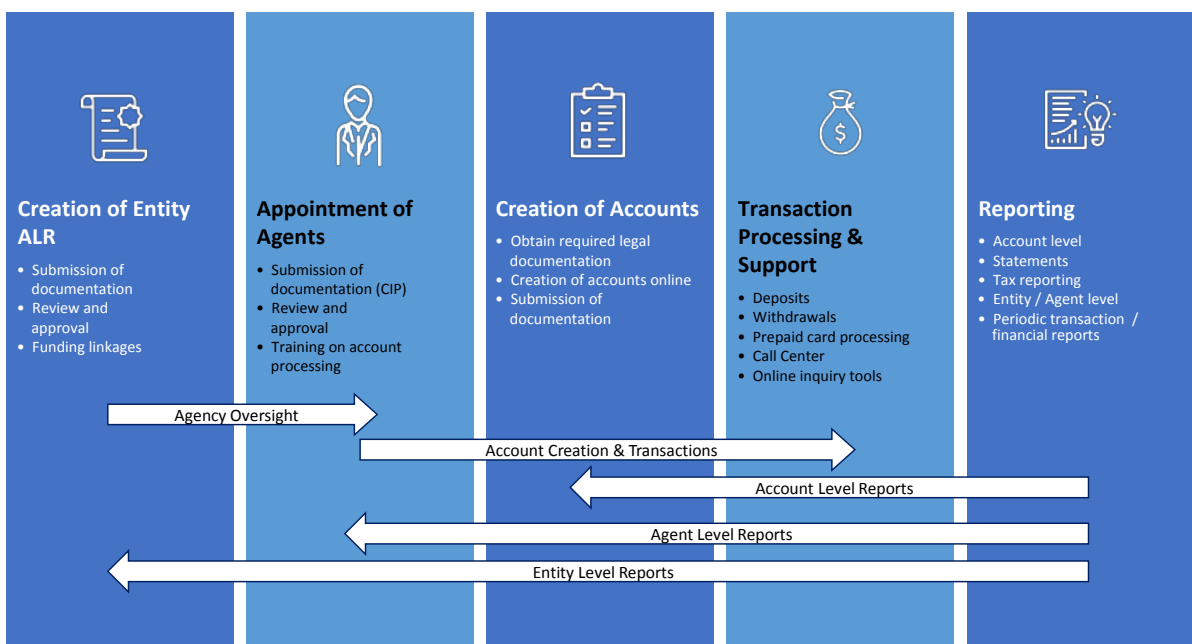 Creation of Entity
ALR
• Submission of
documentation
• Review and
approval
• Funding linkages
Appointment of
Agents
• Submission of
documentation (CIP)
• Review and
approval
• Training on account
processing
Creation of Accounts
• Obtain required legal
documentation
• Creation of accounts online
• Submission of
documentation
$
Transaction
Processing &
Support
• Deposits
• Withdrawals
• Prepaid card processing
• Call Center
• Online inquiry tools
Reporting
• Account level
• Statements
• Tax reporting
• Entity / Agent level
• Periodic transaction /
financial reports
Agency Oversight
Account Creation & Transactions
Account Level Reports
Agent Level Reports
Entity Level Reports